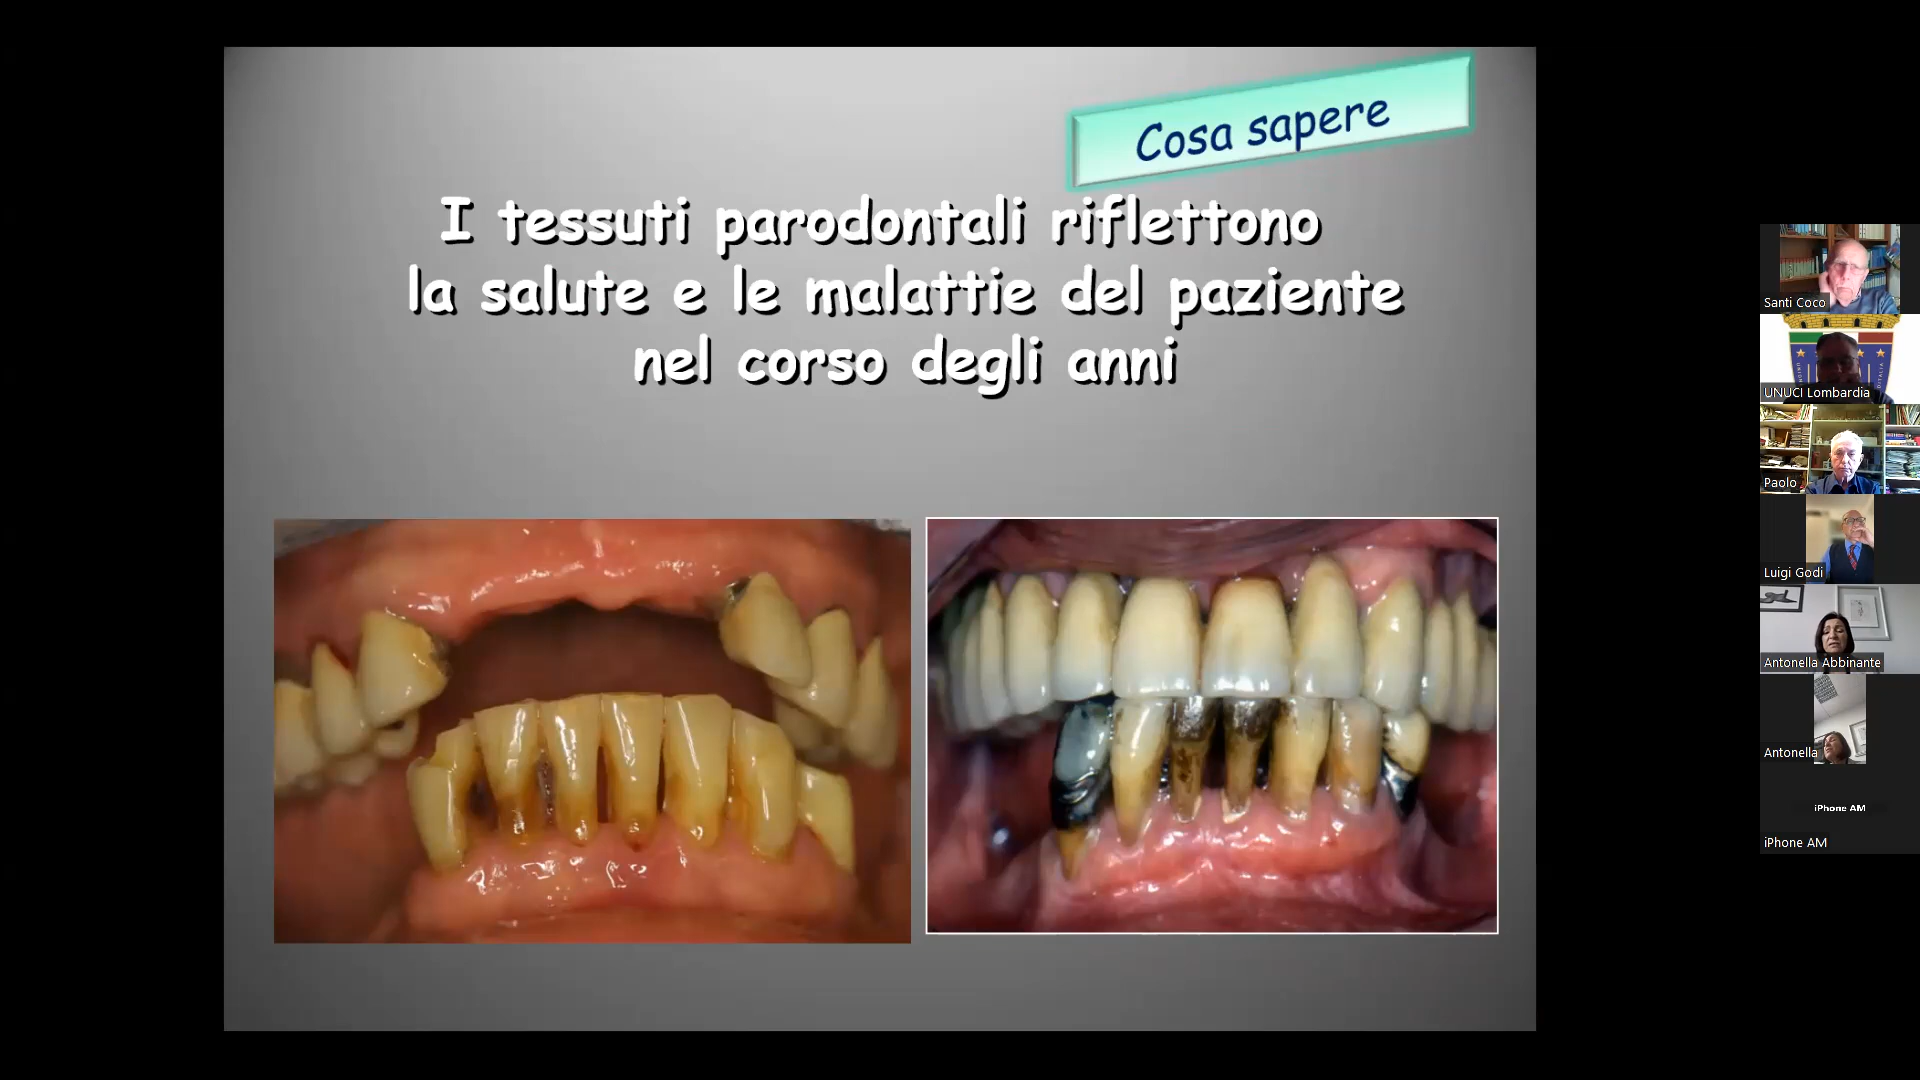 Cosa sapere
I tessuti parodontali riflettono
la salute e le malattie del paziente
nel corso degli anni
Santi Coco
UNUCI Lombardia
Paolo
Luigi Godi
Antonella Abbinante
Antonella
iPhone AM
iPhone AM